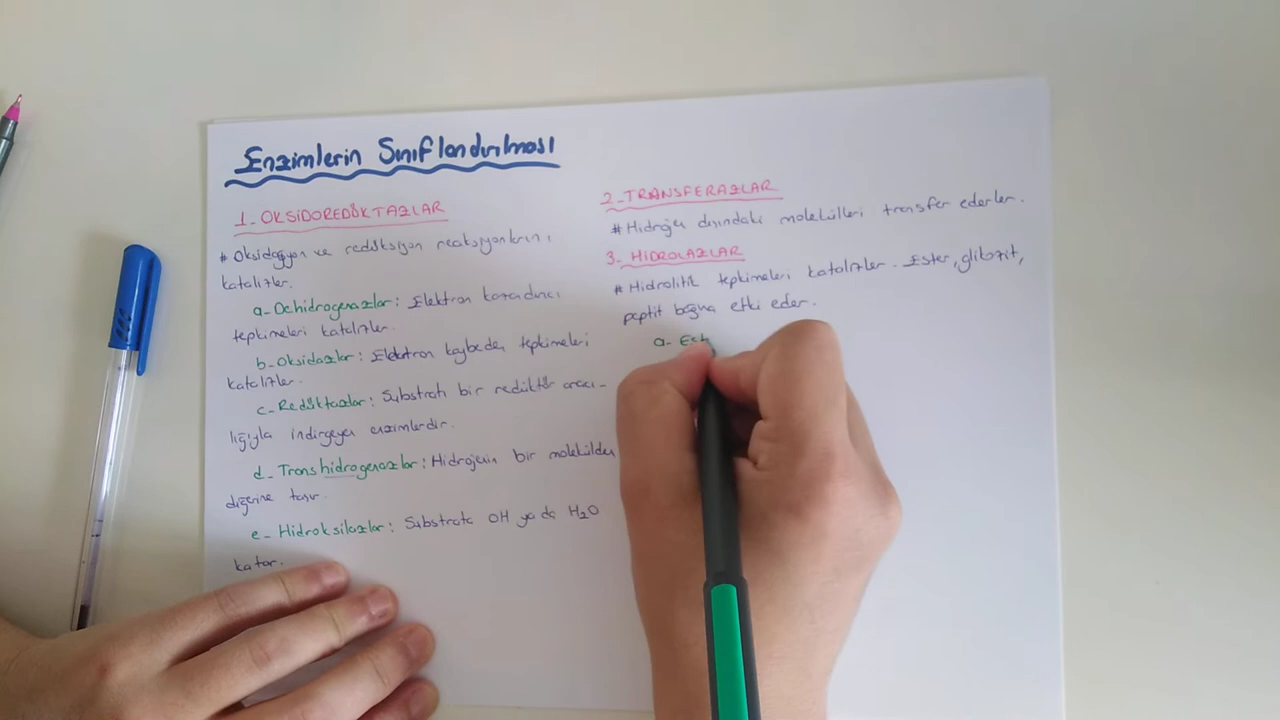 Enzimlerin Sınıflandırılması
1. OKSİDOREDÜKTAZLAR
# Oksidasyon ve redüksiyon reaksiyonlarını
katalizler.
a- Dehidrogenazlar: Elektron kazandırıcı
tepkimeleri katalizler.
b- Oksidazlar: Elektron kaybeden tepkimeleri
katalizler.
c- Redüktazlar: Substratı bir redüktör aracı-
lığıyla indirgeyen enzimlerdir.
d- Transhidrogenazlar: Hidrojenin bir molekülden
diğerine taşır.
e- Hidroksilazlar: Substrata OH ya da H₂O
katar.
2- TRANSFERAZLAR
# Hidrojen dışındaki molekülleri transfer ederler.
3- HİDROLAZLAR
# Hidrolitik tepkimeleri katalizler. Ester, glikozit,
peptit bağına etki eder.
a- Est